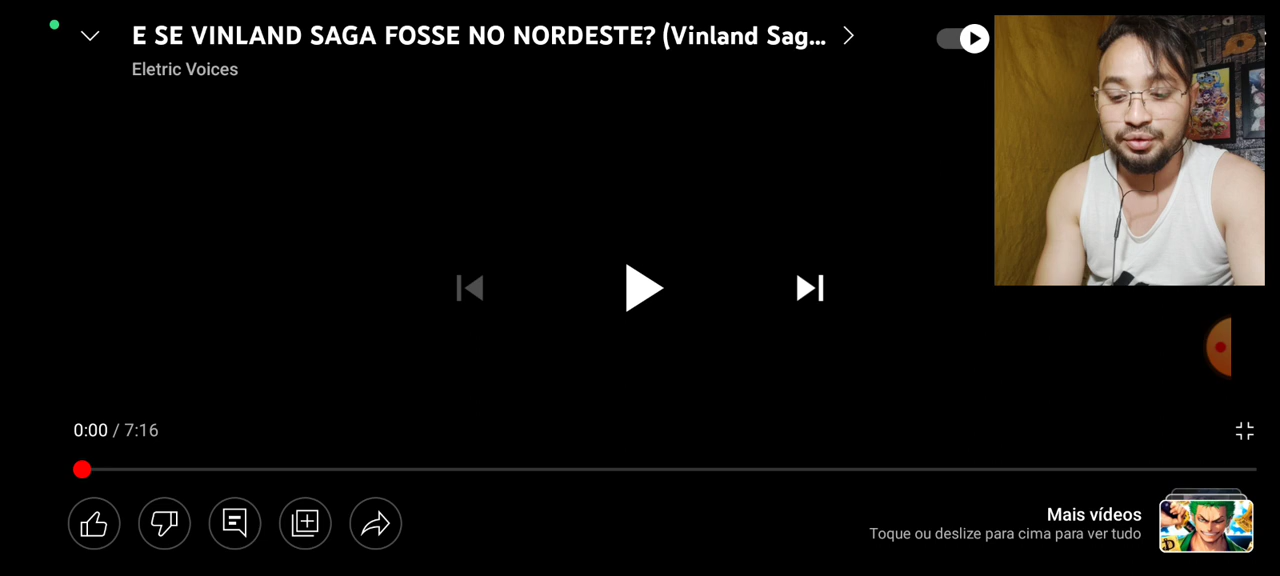 E SE VINLAND SAGA FOSSE NO NORDESTE? (Vinland Sag...
Eletric Voices
0:00 / 7:16
Mais vídeos
Toque ou deslize para cima para ver tudo